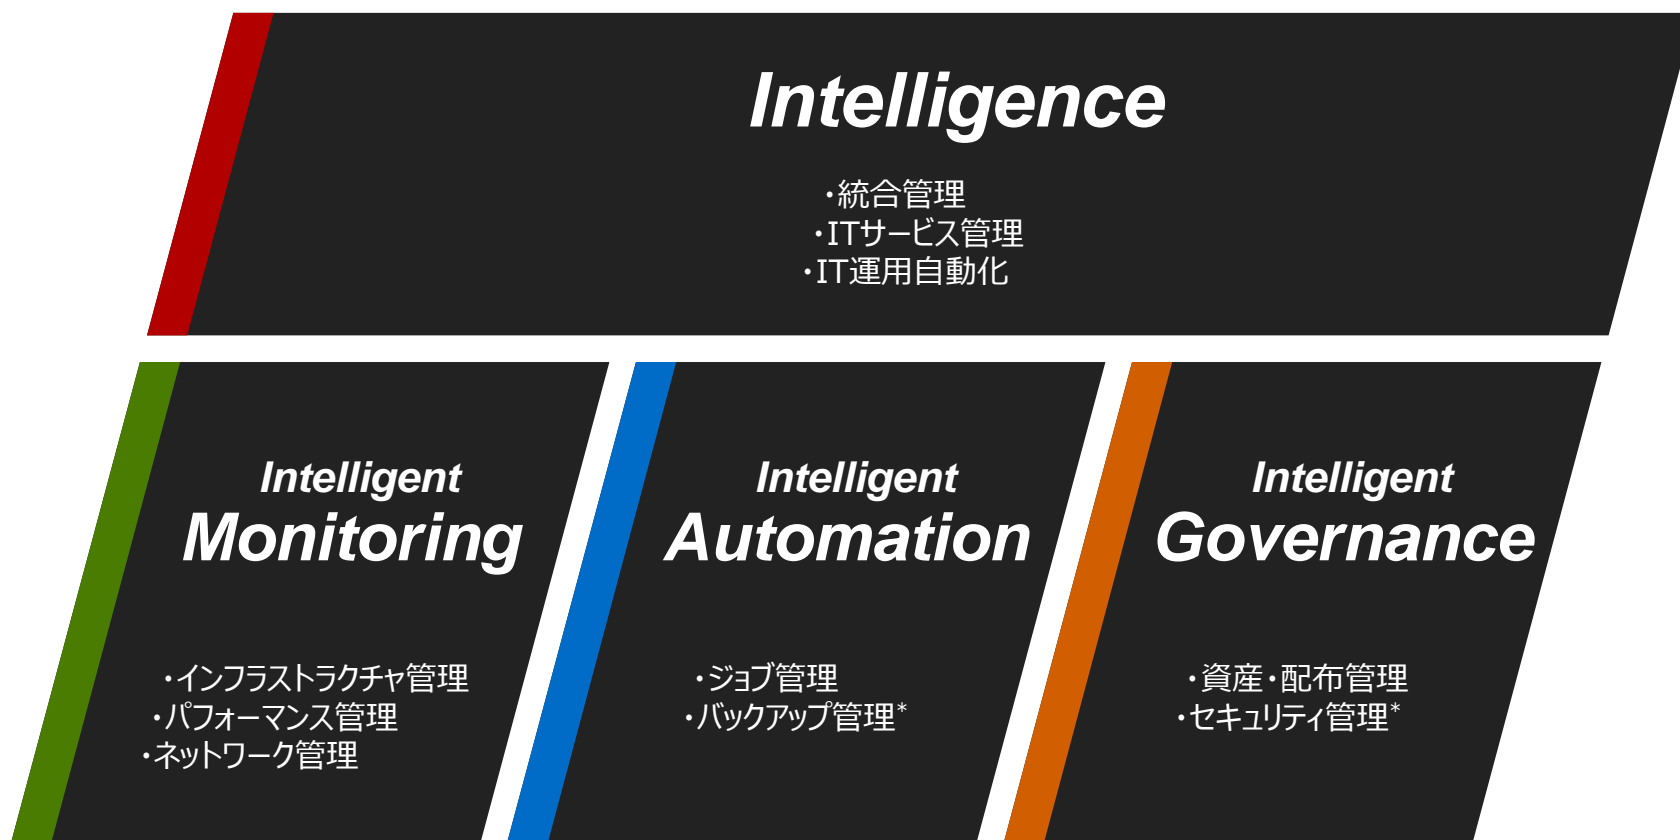 Intelligence
・統合管理
・ITサービス管理
・IT運用自動化
Intelligent
Monitoring
・インフラストラクチャ管理
・パフォーマンス管理
・ネットワーク管理
Intelligent
Automation
・ジョブ管理
・バックアップ管理*
Intelligent
Governance
・資産・配布管理
・セキュリティ管理*